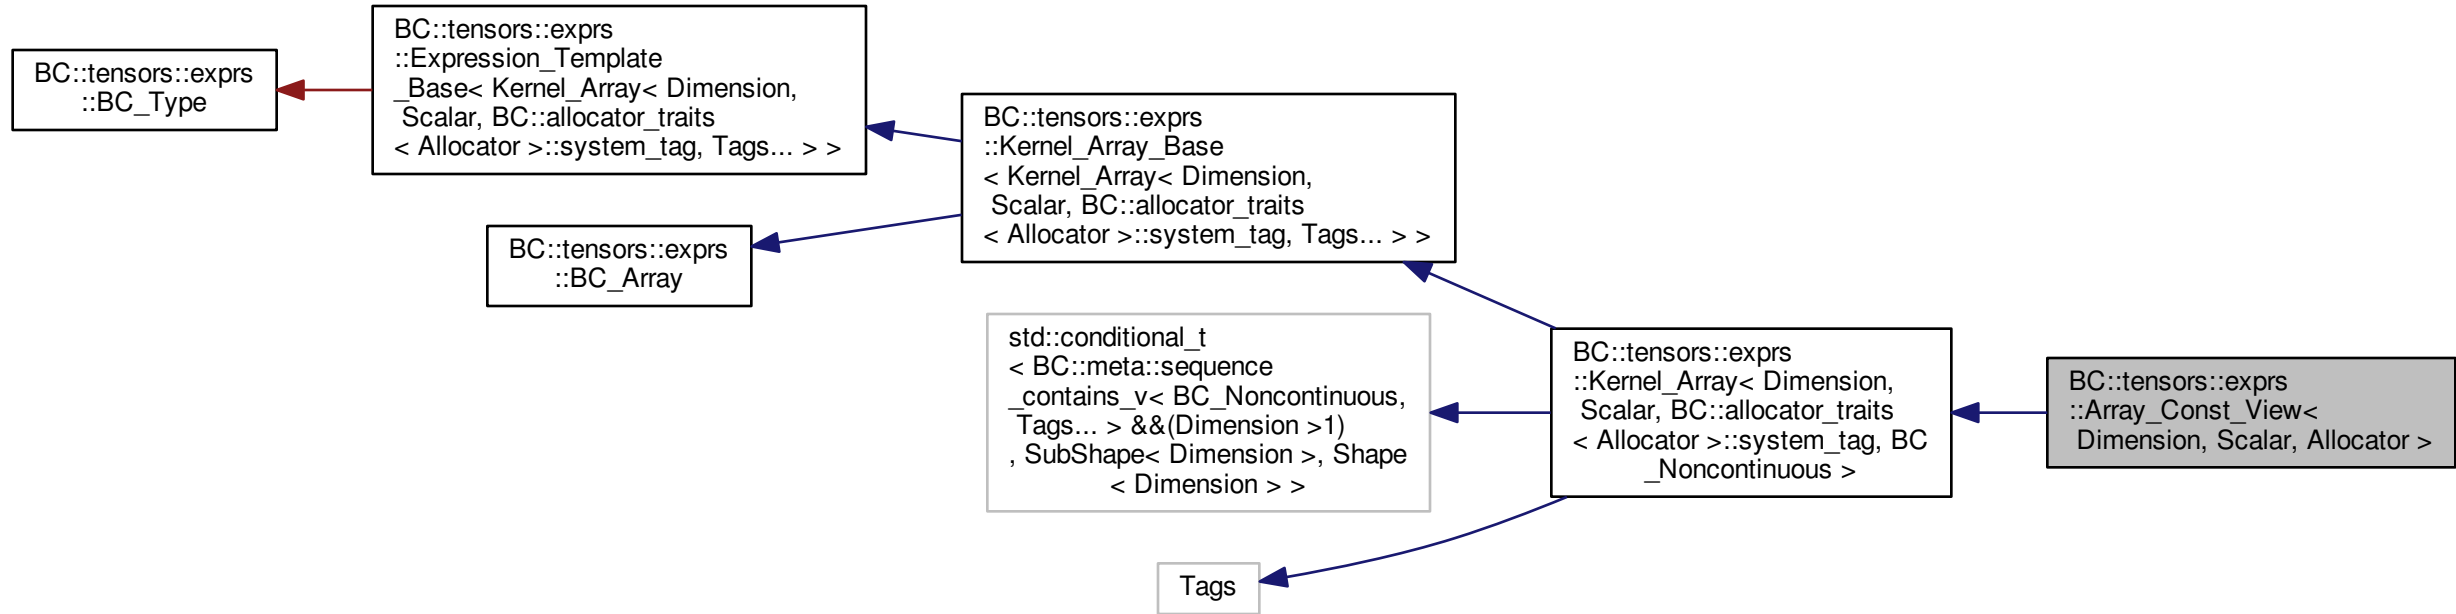 BC::tensors::exprs
::BC_Type
BC::tensors::exprs
::Expression_Template
_Base< Kernel_Array< Dimension,
Scalar, BC::allocator_traits
< Allocator >::system_tag, Tags... > >
BC::tensors::exprs
::BC_Array
BC::tensors::exprs
::Kernel_Array_Base
< Kernel_Array< Dimension,
Scalar, BC::allocator_traits
< Allocator >::system_tag, Tags... > >
std::conditional_t
< BC::meta::sequence
_contains_v< BC_Noncontinuous,
Tags... > &&(Dimension >1)
, SubShape< Dimension >, Shape
< Dimension > >
Tags
BC::tensors::exprs
::Kernel_Array< Dimension,
Scalar, BC::allocator_traits
< Allocator >::system_tag, BC
_Noncontinuous >
BC::tensors::exprs
::Array_Const_View<
Dimension, Scalar, Allocator >